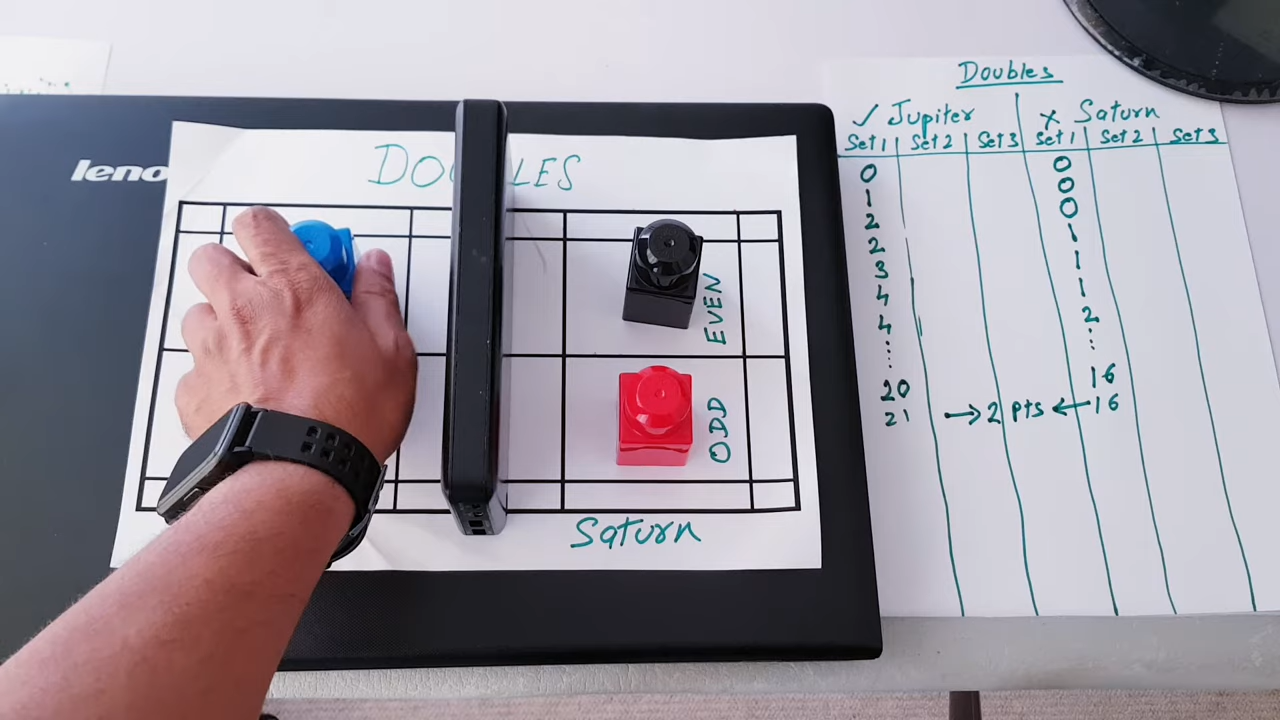 leno
DOU LES
EVEN
ODD
Saturn
Doubles
✓ Jupiter x Saturn
Set 1 Set 2 Set 3 Set 1 Set 2 Set 3
0 0
1 0
2 0
2 1
3 1
4 1
4 2
⋮ ⋮
20 16
21 → 2 pts ← 16